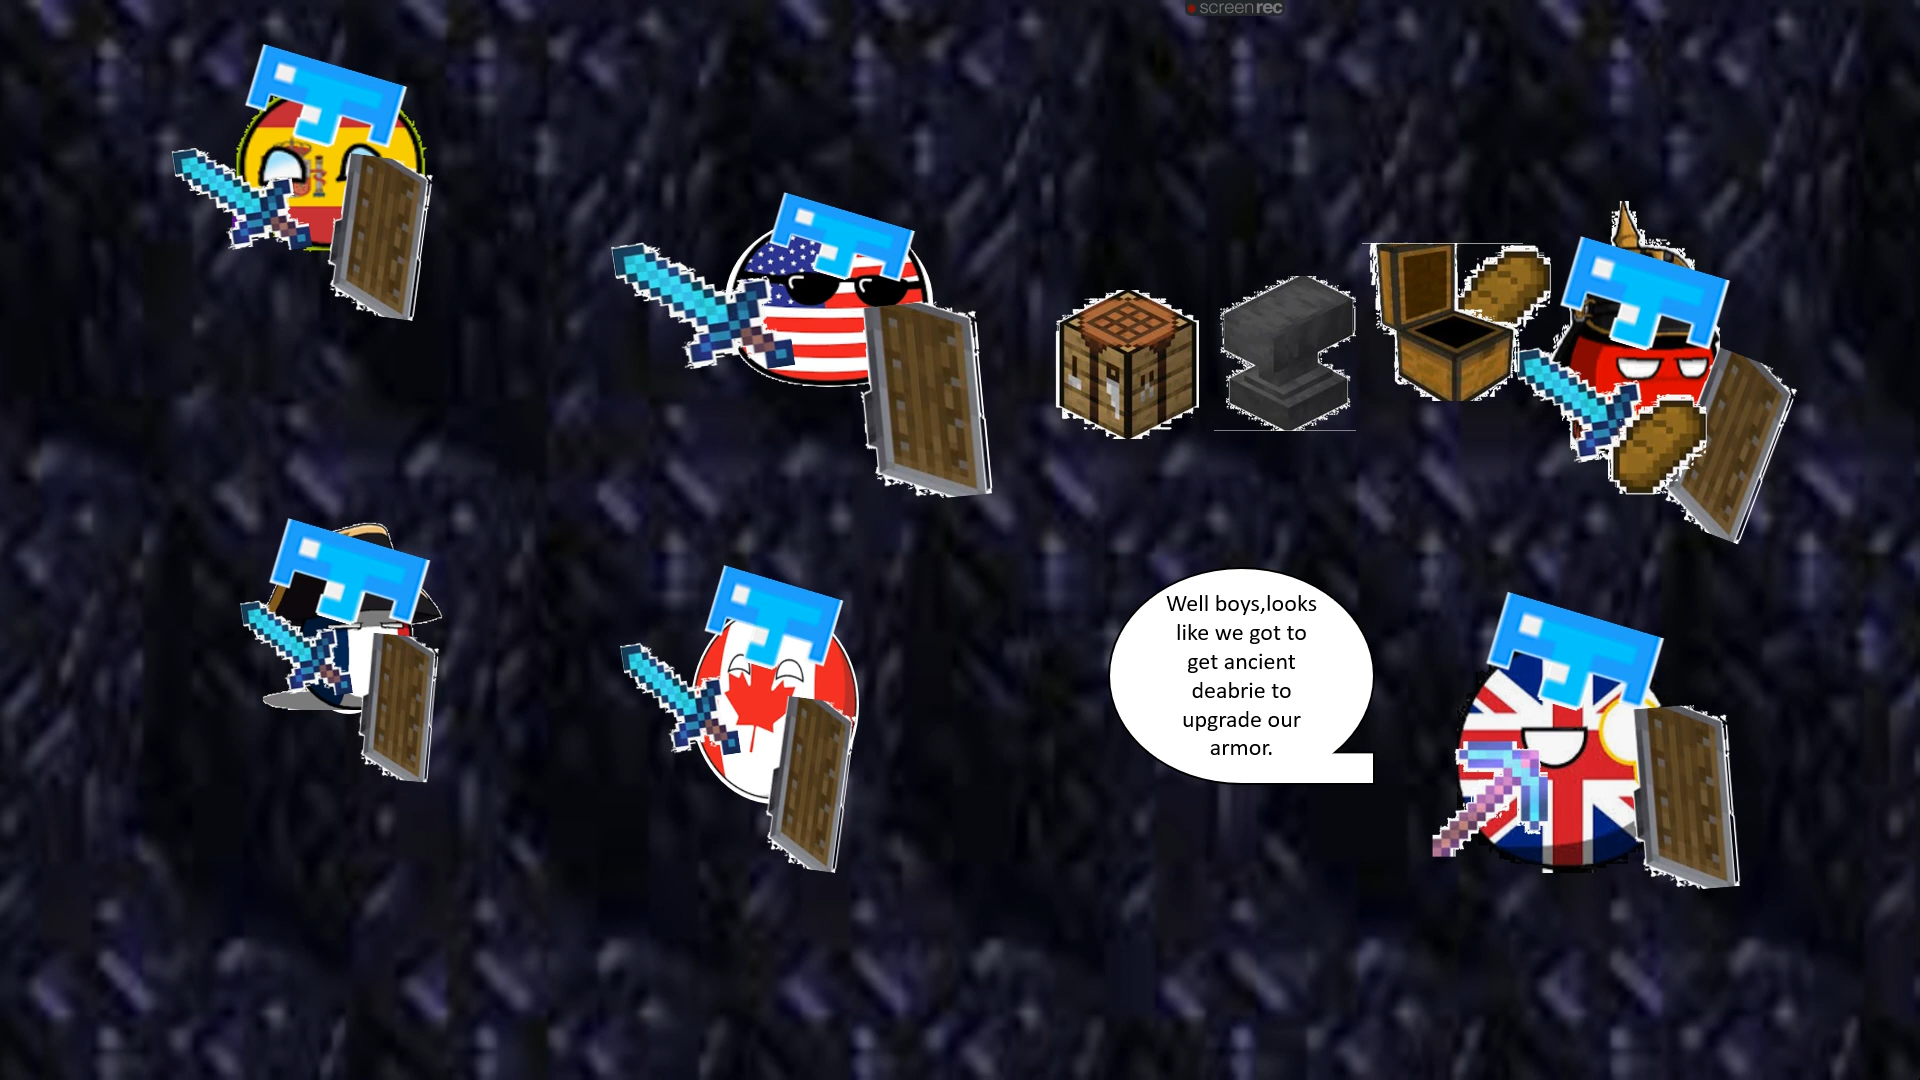 screenrec
Well boys,looks
like we got to
get ancient
deabrie to
upgrade our
armor.